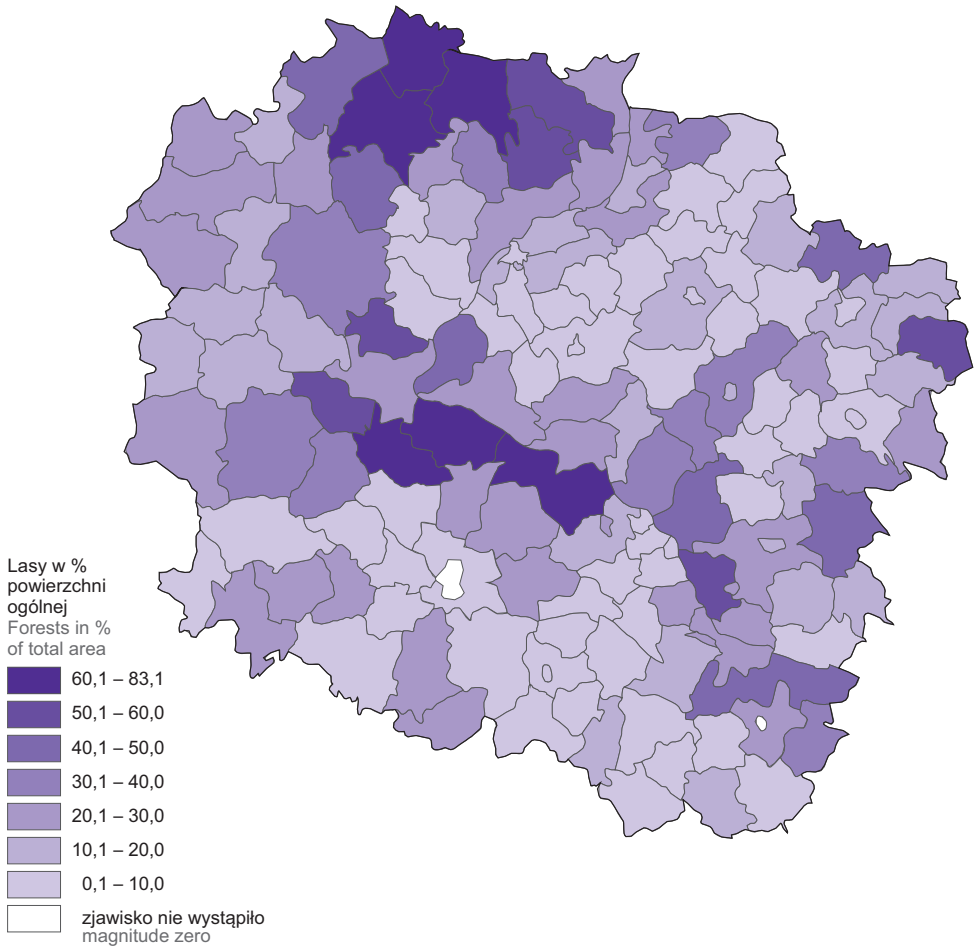 Lasy w %
powierzchni
ogólnej
Forests in %
of total area
60,1 – 83,1
50,1 – 60,0
40,1 – 50,0
30,1 – 40,0
20,1 – 30,0
10,1 – 20,0
0,1 – 10,0
zjawisko nie wystąpiło
magnitude zero